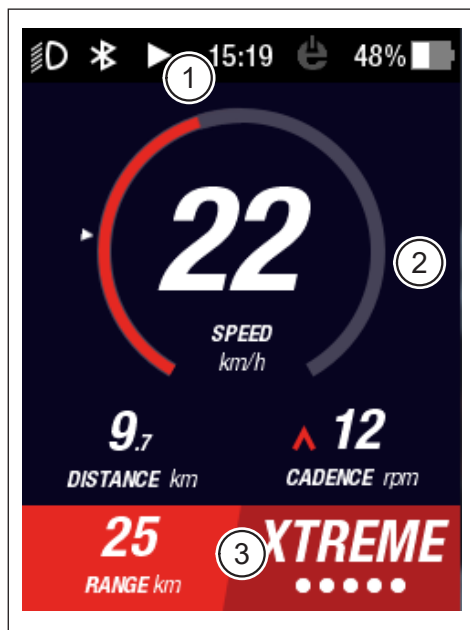 15:19 48%
1
22
2
SPEED
km/h
9.7 12
DISTANCE km CADENCE rpm
25 3 XTREME
RANGE km